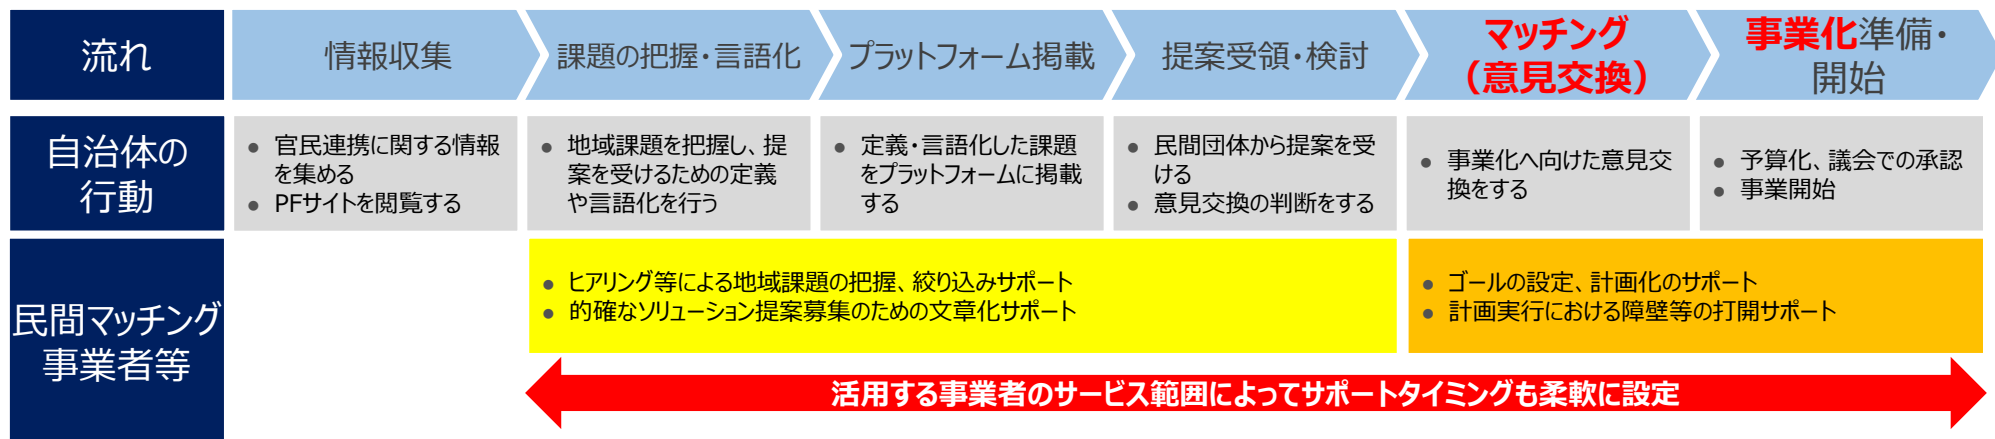 流れ
情報収集
課題の把握・言語化
プラットフォーム掲載
提案受領・検討
マッチング
（意見交換）
事業化準備・
開始
自治体の
行動
● 官民連携に関する情報
を集める
● PFサイトを閲覧する
● 地域課題を把握し、提
案を受けるための定義
や言語化を行う
● 定義・言語化した課題
をプラットフォームに掲載
する
● 民間団体から提案を受
ける
● 意見交換の判断をする
● 事業化へ向けた意見交
換をする
● 予算化、議会での承認
● 事業開始
民間マッチング
事業者等
● ヒアリング等による地域課題の把握、絞り込みサポート
● 的確なソリューション提案募集のための文章化サポート
● ゴールの設定、計画化のサポート
● 計画実行における障壁等の打開サポート
活用する事業者のサービス範囲によってサポートタイミングも柔軟に設定